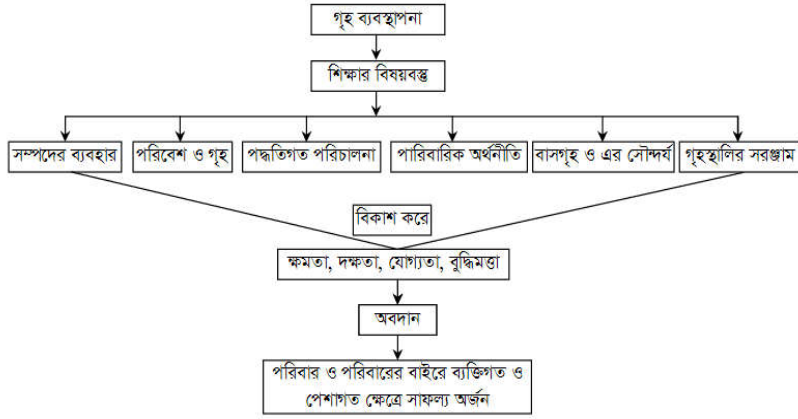 গৃহ ব্যবস্থাপনা
শিক্ষার বিষয়বস্তু
সম্পদের ব্যবহার
পরিবেশ ও গৃহ
পদ্ধতিগত পরিচালনা
পারিবারিক অর্থনীতি
বাসগৃহ ও এর সৌন্দর্য
গৃহস্থালির সরঞ্জাম
বিকাশ করে
ক্ষমতা, দক্ষতা, যোগ্যতা, বুদ্ধিমত্তা
অবদান
পরিবার ও পরিবারের বাইরে ব্যক্তিগত ও
পেশাগত ক্ষেত্রে সাফল্য অর্জন